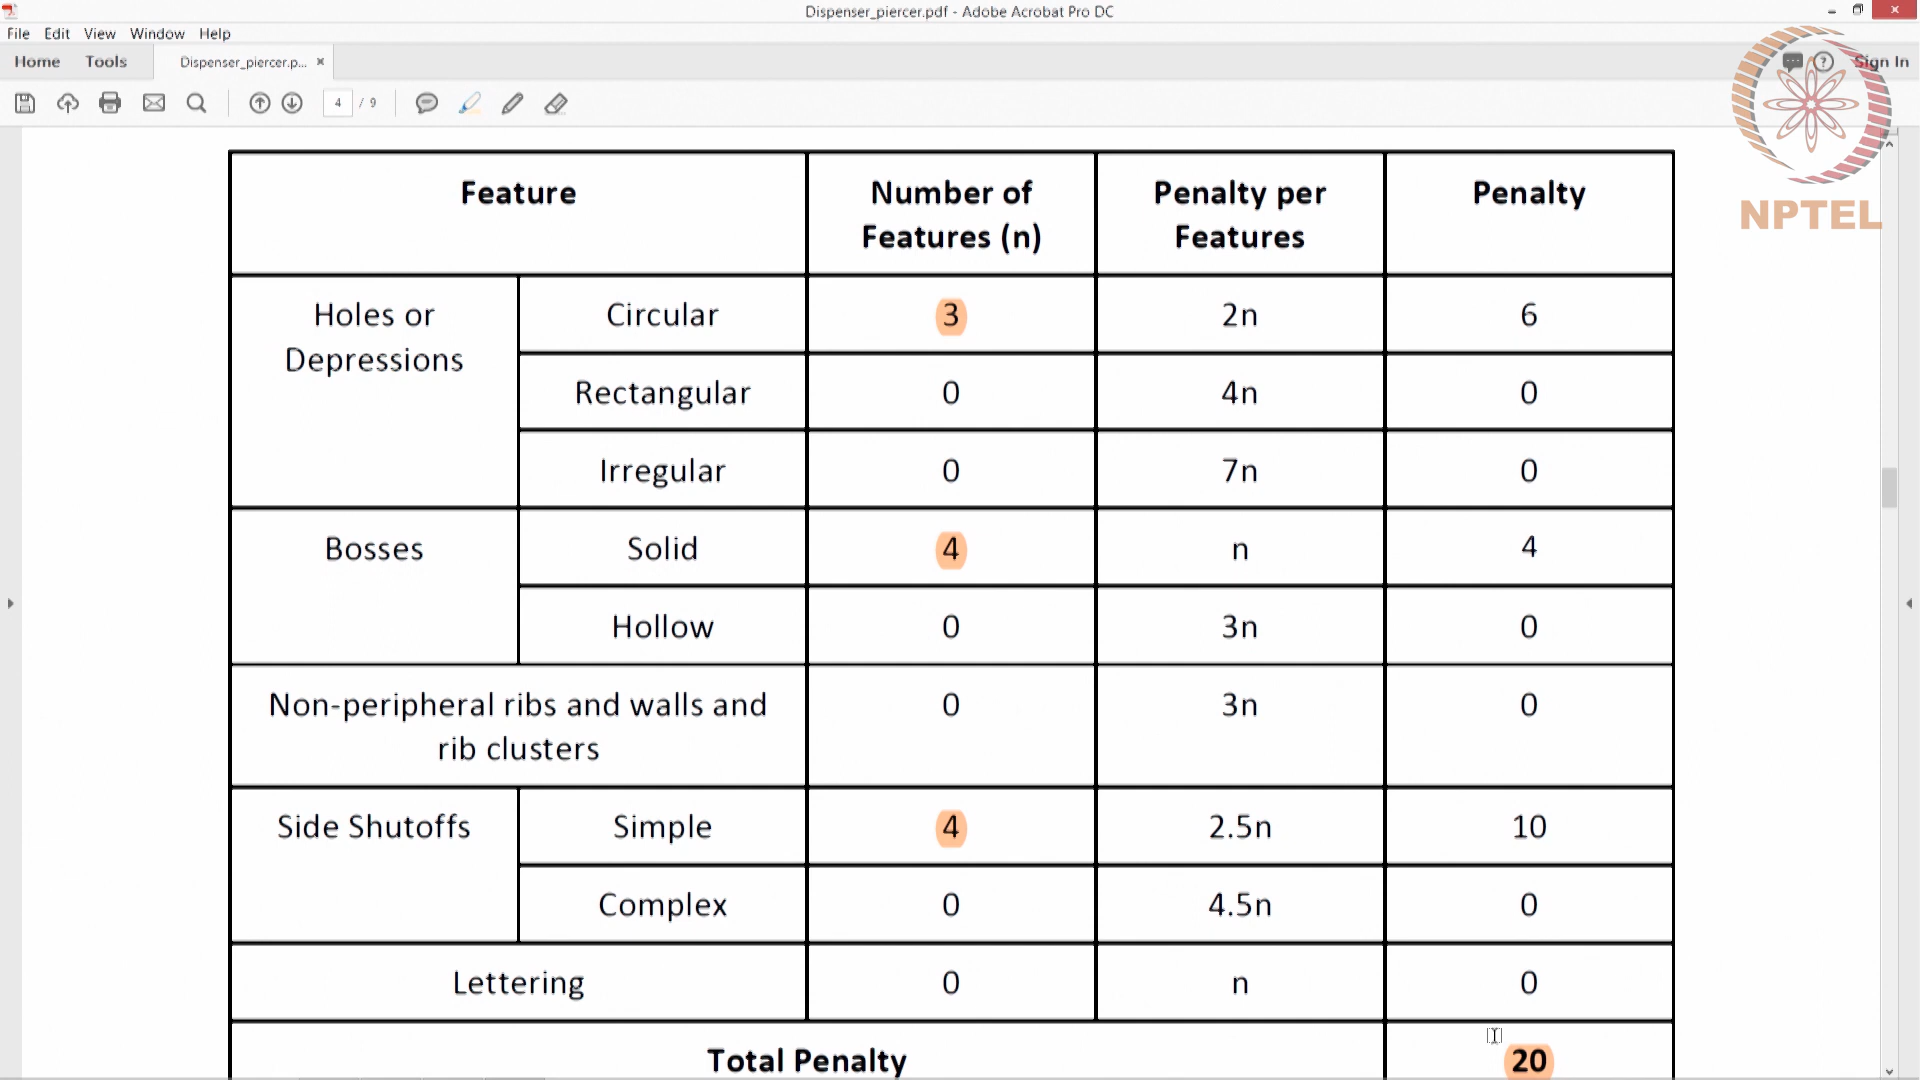 Dispenser_piercer.pdf - Adobe Acrobat Pro DC
File Edit View Window Help
Home Tools Dispenser_piercer.p... × ? Sign In
4 / 9
NPTEL
Feature Number of Features (n) Penalty per Features Penalty
Holes or Depressions Circular 3 2n 6
Rectangular 0 4n 0
Irregular 0 7n 0
Bosses Solid 4 n 4
Hollow 0 3n 0
Non-peripheral ribs and walls and rib clusters 0 3n 0
Side Shutoffs Simple 4 2.5n 10
Complex 0 4.5n 0
Lettering 0 n 0
Total Penalty 20